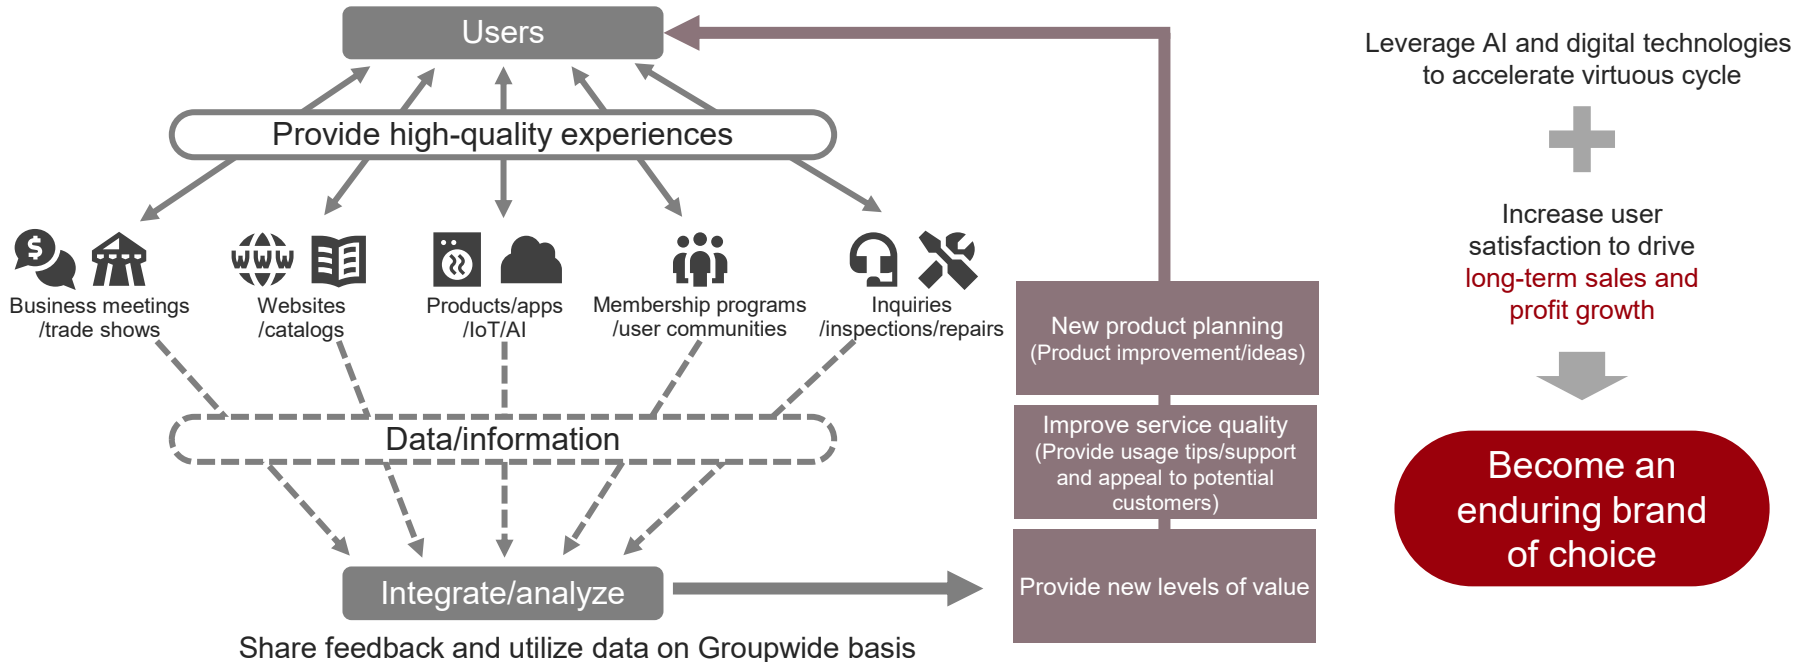 Users
Provide high-quality experiences
$
Business meetings
/trade shows
WWW
Websites
/catalogs
Products/apps
/IoT/AI
Membership programs
/user communities
Inquiries
/inspections/repairs
Data/information
Integrate/analyze
Share feedback and utilize data on Groupwide basis
New product planning
(Product improvement/ideas)
Improve service quality
(Provide usage tips/support
and appeal to potential
customers)
Provide new levels of value
Leverage AI and digital technologies
to accelerate virtuous cycle
Increase user
satisfaction to drive
long-term sales and
profit growth
Become an
enduring brand
of choice